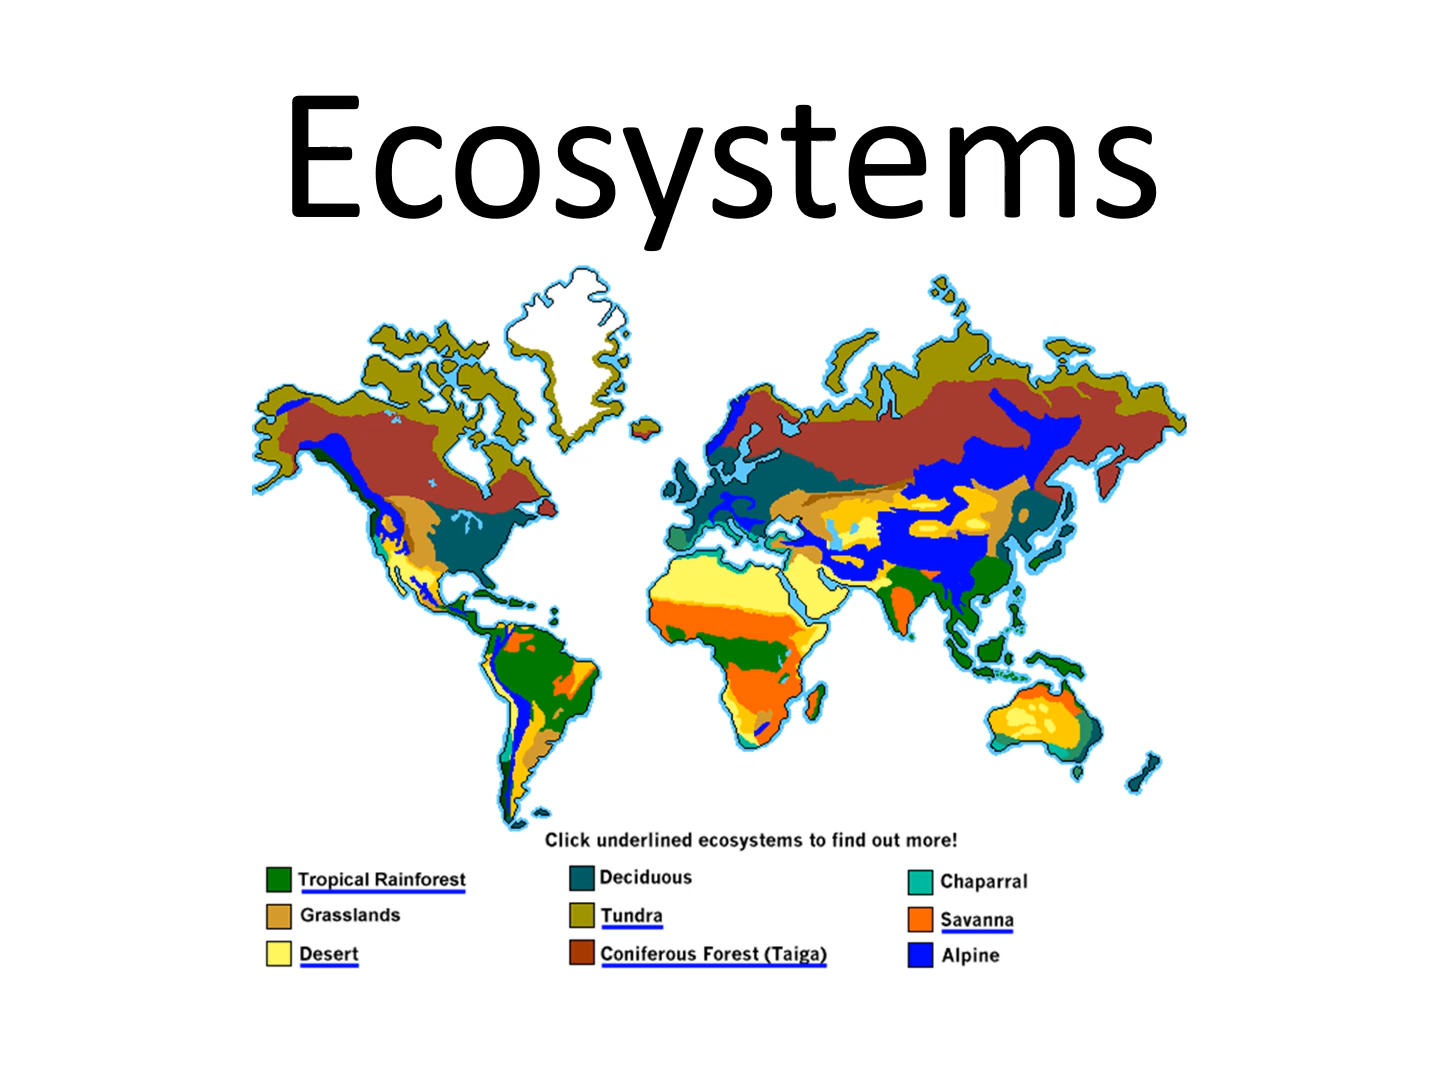 Ecosystems
Click underlined ecosystems to find out more!
Tropical Rainforest
Grasslands
Desert
Deciduous
Tundra
Coniferous Forest (Taiga)
Chaparral
Savanna
Alpine